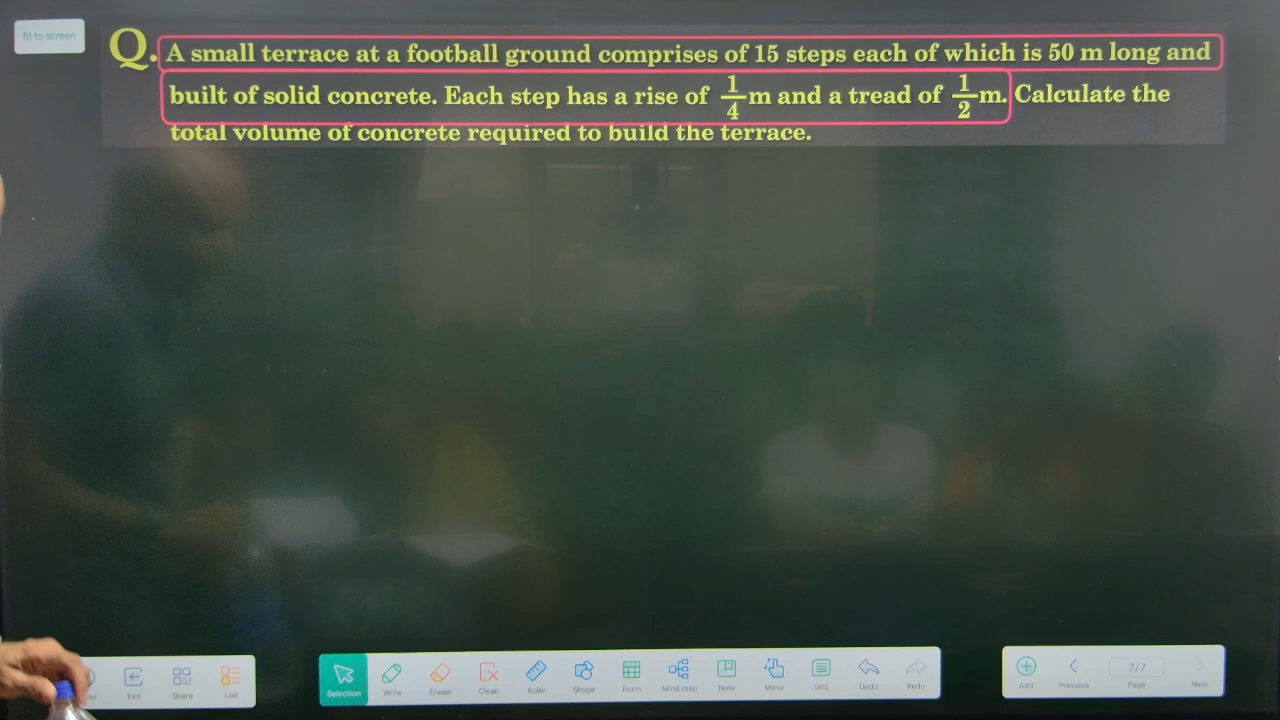 fit to screen
Q. A small terrace at a football ground comprises of 15 steps each of which is 50 m long and
built of solid concrete. Each step has a rise of 1/4 m and a tread of 1/2 m. Calculate the
total volume of concrete required to build the terrace.
Exit Share List
Selection Write Eraser Clean Ruler Shape Form Mind map Note Move Grid Undo Redo
Add Previous 7/7 Page Next